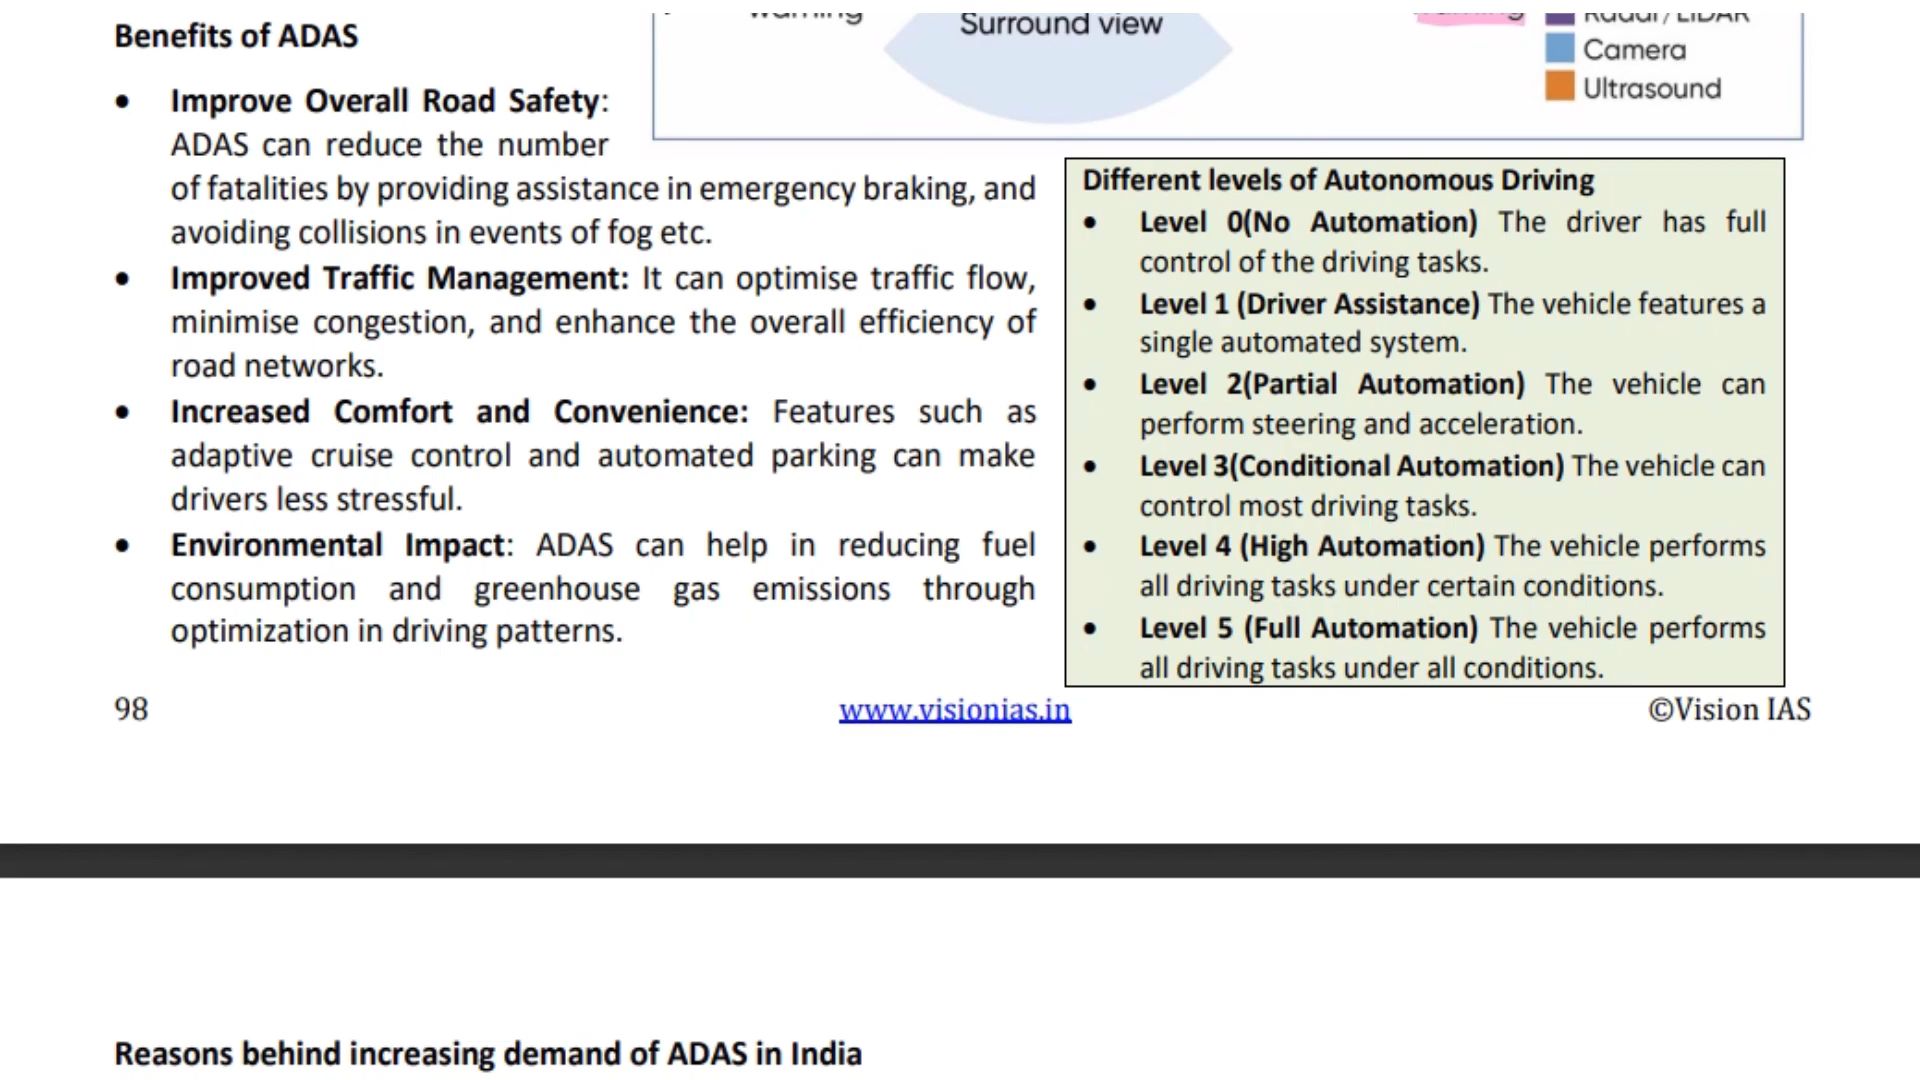 Benefits of ADAS
Surround view
Camera
Ultrasound
• Improve Overall Road Safety:
ADAS can reduce the number
of fatalities by providing assistance in emergency braking, and
avoiding collisions in events of fog etc.
• Improved Traffic Management: It can optimise traffic flow,
minimise congestion, and enhance the overall efficiency of
road networks.
• Increased Comfort and Convenience: Features such as
adaptive cruise control and automated parking can make
drivers less stressful.
• Environmental Impact: ADAS can help in reducing fuel
consumption and greenhouse gas emissions through
optimization in driving patterns.
Different levels of Autonomous Driving
• Level 0(No Automation) The driver has full
control of the driving tasks.
• Level 1 (Driver Assistance) The vehicle features a
single automated system.
• Level 2(Partial Automation) The vehicle can
perform steering and acceleration.
• Level 3(Conditional Automation) The vehicle can
control most driving tasks.
• Level 4 (High Automation) The vehicle performs
all driving tasks under certain conditions.
• Level 5 (Full Automation) The vehicle performs
all driving tasks under all conditions.
98
www.visionias.in
©Vision IAS
Reasons behind increasing demand of ADAS in India